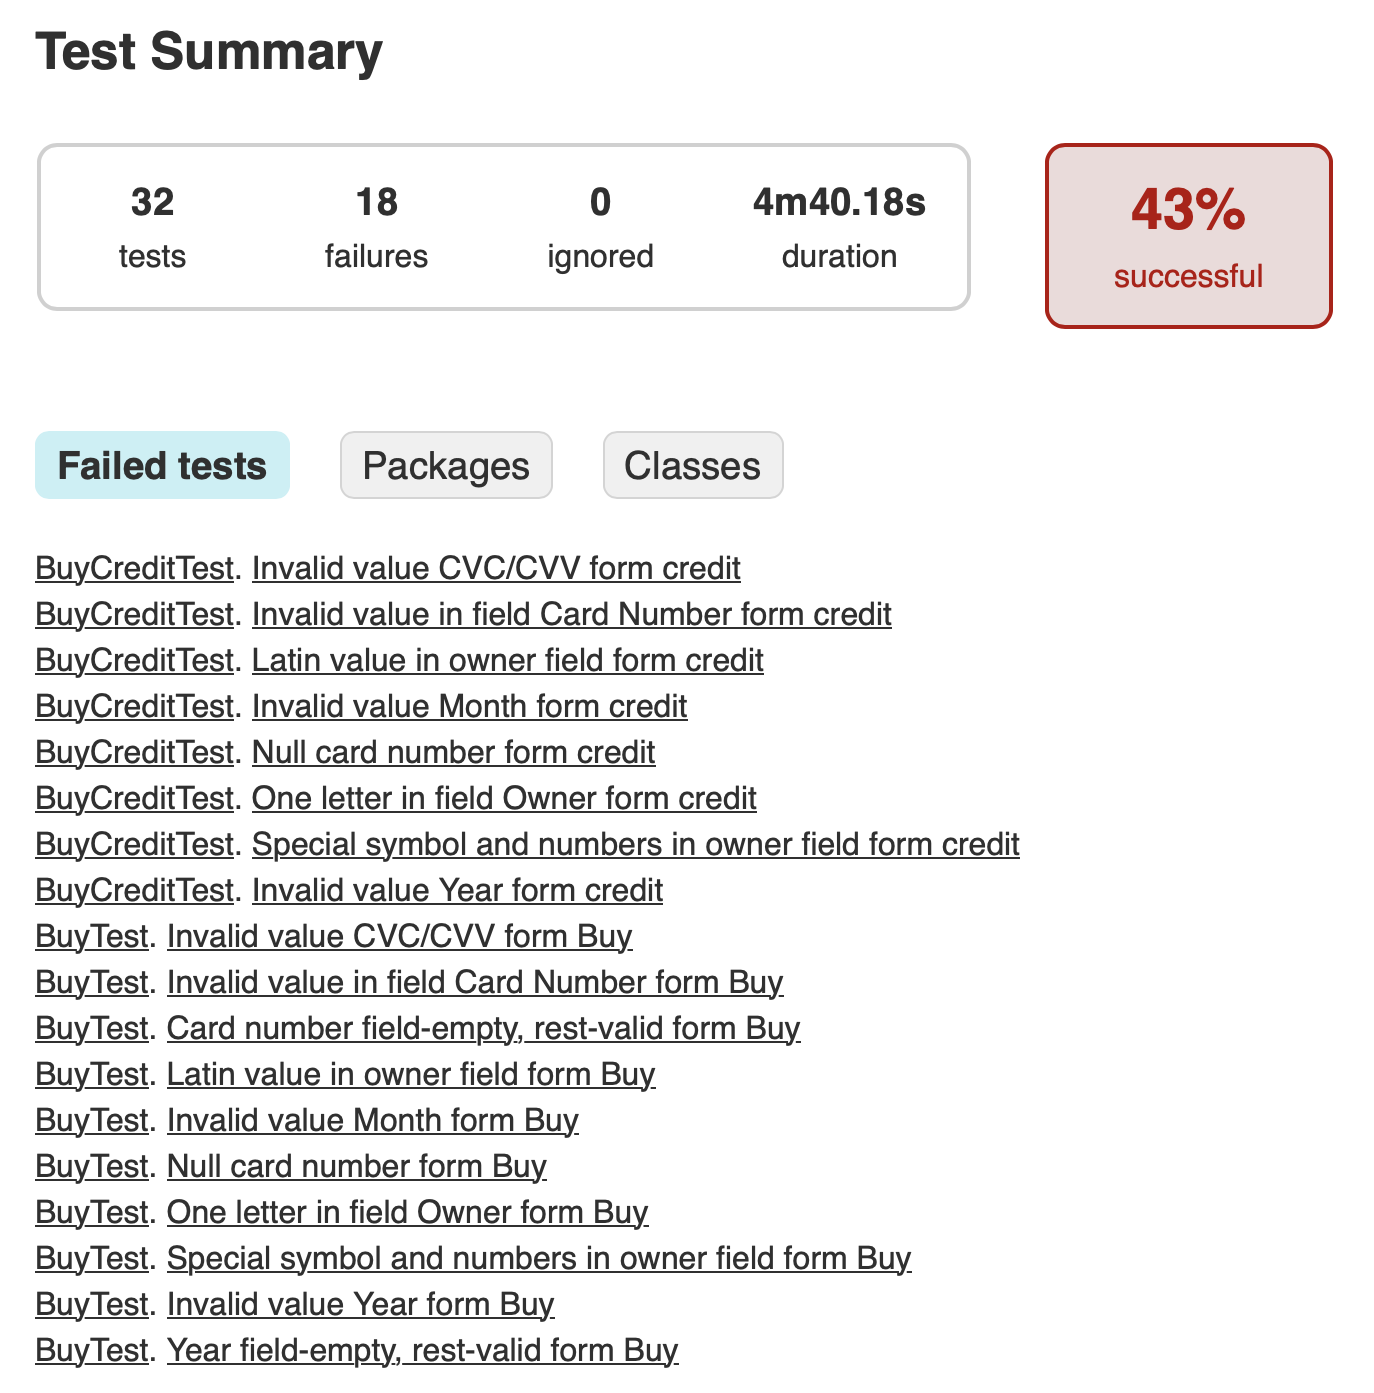 Test Summary
32 18 0 4m40.18s
tests failures ignored duration
43%
successful
Failed tests Packages Classes
BuyCreditTest. Invalid value CVC/CVV form credit
BuyCreditTest. Invalid value in field Card Number form credit
BuyCreditTest. Latin value in owner field form credit
BuyCreditTest. Invalid value Month form credit
BuyCreditTest. Null card number form credit
BuyCreditTest. One letter in field Owner form credit
BuyCreditTest. Special symbol and numbers in owner field form credit
BuyCreditTest. Invalid value Year form credit
BuyTest. Invalid value CVC/CVV form Buy
BuyTest. Invalid value in field Card Number form Buy
BuyTest. Card number field-empty, rest-valid form Buy
BuyTest. Latin value in owner field form Buy
BuyTest. Invalid value Month form Buy
BuyTest. Null card number form Buy
BuyTest. One letter in field Owner form Buy
BuyTest. Special symbol and numbers in owner field form Buy
BuyTest. Invalid value Year form Buy
BuyTest. Year field-empty, rest-valid form Buy